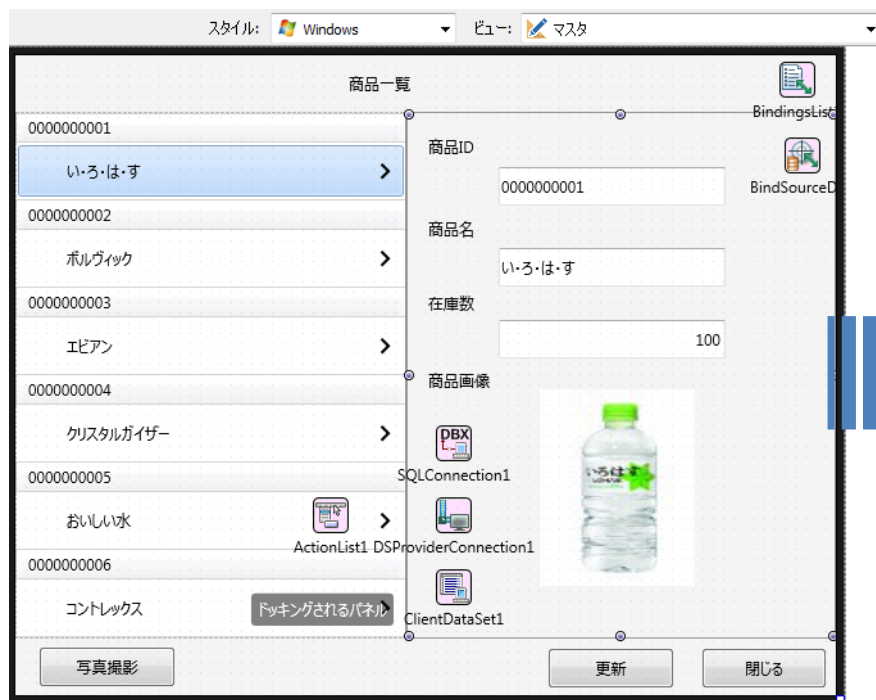 スタイル: Windows ビュー: マスタ
商品一覧
BindingsList
0000000001
い・ろ・は・す
0000000002
ボルヴィック
0000000003
エビアン
0000000004
クリスタルガイザー
0000000005
おいしい水
0000000006
コントレックス
商品ID
0000000001
BindSourceD
商品名
い・ろ・は・す
在庫数
100
商品画像
いろはす
DBX
SQLConnection1
ActionList1 DSProviderConnection1
ドッキングされるパネル
ClientDataSet1
写真撮影 更新 閉じる